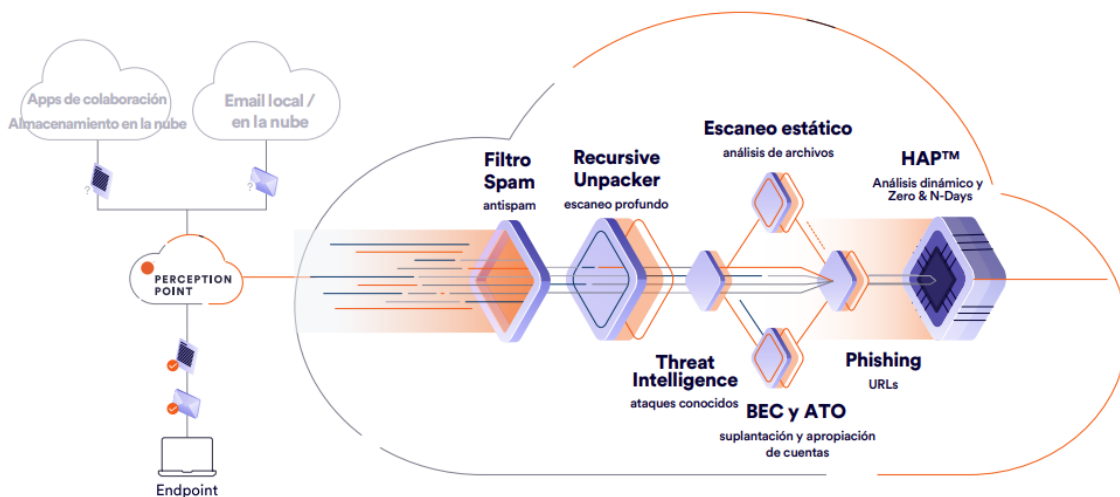 Apps de colaboración
Almacenamiento en la nube
Email local /
en la nube
?
?
PERCEPTION
POINT
Endpoint
Filtro
Spam
antispam
Recursive
Unpacker
escaneo profundo
Threat
Intelligence
ataques conocidos
Escaneo estático
análisis de archivos
BEC y ATO
suplantación y apropiación
de cuentas
Phishing
URLs
HAP™
Análisis dinámico y
Zero & N-Days